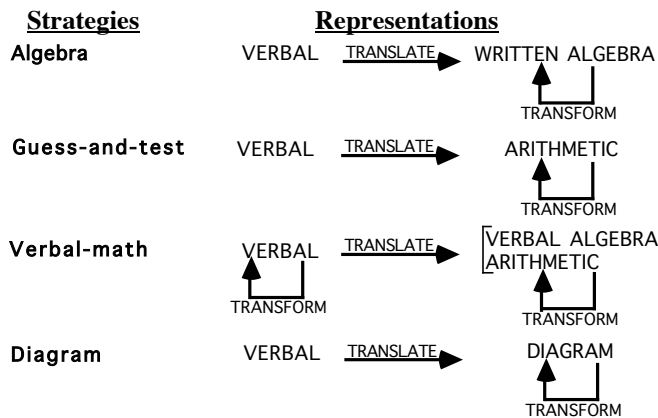 Strategies Representations
Algebra VERBAL TRANSLATE WRITTEN ALGEBRA
TRANSFORM
Guess-and-test VERBAL TRANSLATE ARITHMETIC
TRANSFORM
Verbal-math VERBAL TRANSLATE VERBAL ALGEBRA
ARITHMETIC
TRANSFORM TRANSFORM
Diagram VERBAL TRANSLATE DIAGRAM
TRANSFORM